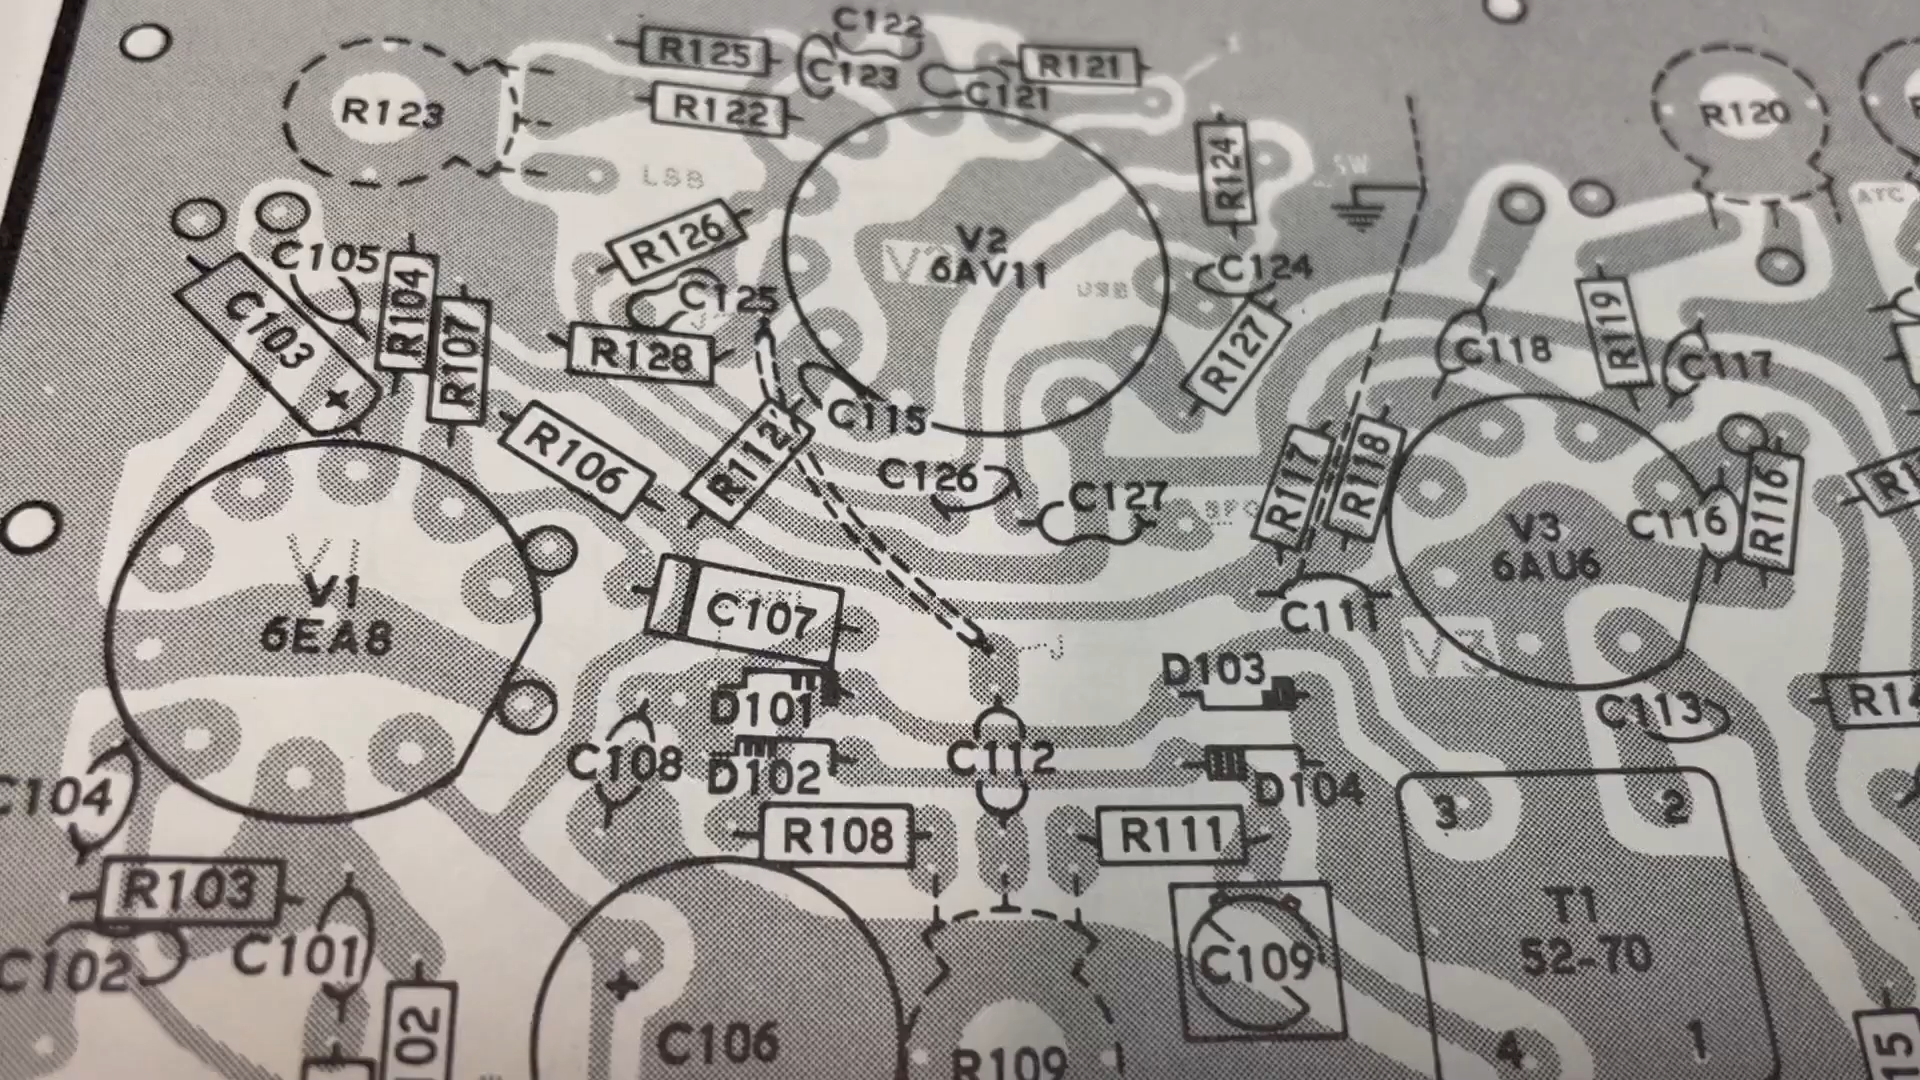 C122
R125
C123
R121
C121
R123
R122
R120
LSB
R124
SW
ATC
R126
V2
6AV11
C105
C124
USB
C125
R104
R119
C103
R107
R128
R127
C118
C117
+
C115
R106
R112
C126
C127
R117
R118
BFO
V3
6AU6
C116
R116
V1
V1
6EA8
C107
C111
V3
J
D101
D103
C113
C108
D102
C112
D104
C104
R108
R111
3
2
R103
C102
C101
C109
T1
52-70
+
C106
R109
4
1